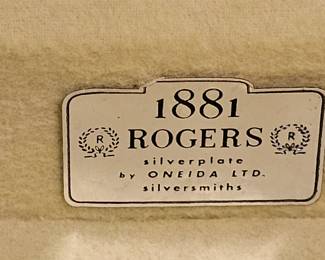 1881
R ROGERS R
silverplate
by ONEIDA LTD.
silversmiths